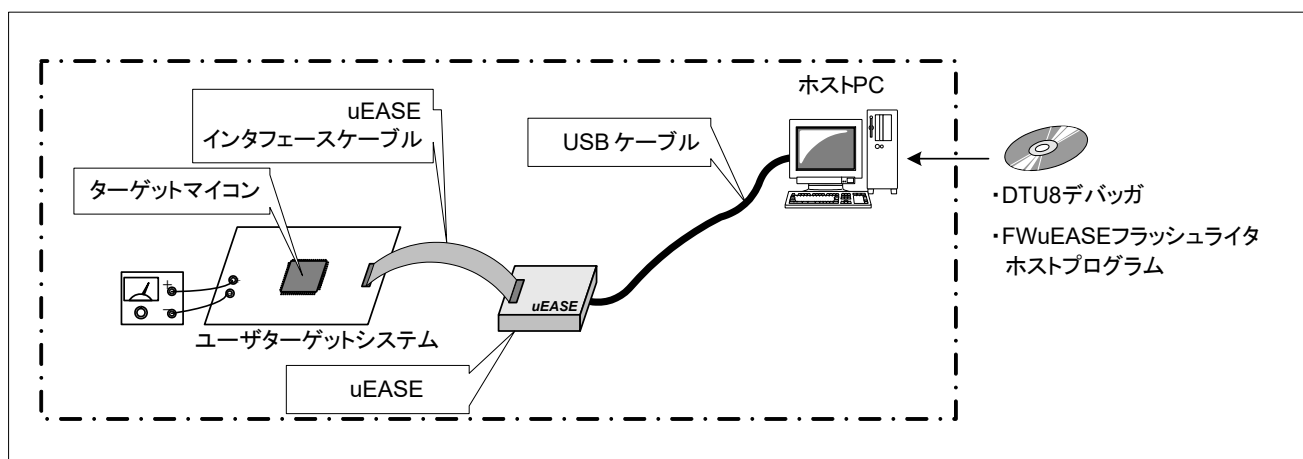 ホストPC
uEASE
インタフェースケーブル
USB ケーブル
ターゲットマイコン
・DTU8デバッガ
・FWuEASEフラッシュライタ
ホストプログラム
+
−
uEASE
ユーザターゲットシステム
uEASE